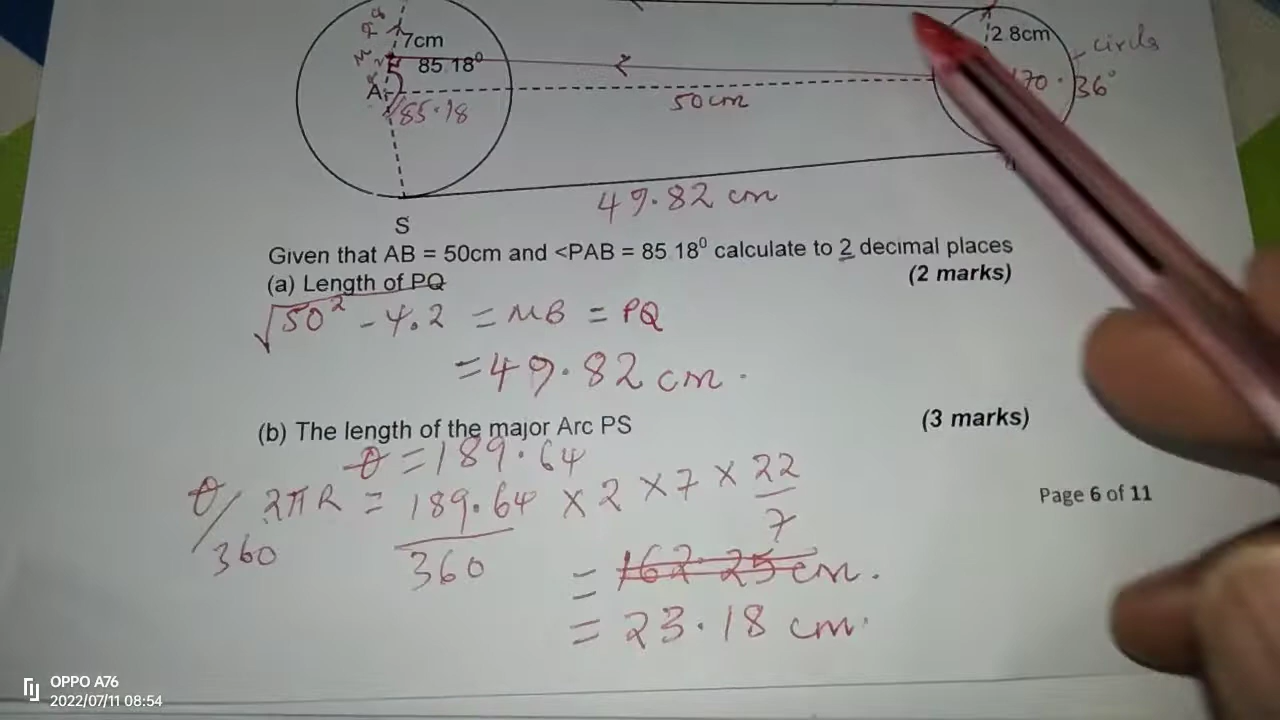 7cm
2 8cm
circle
85 18⁰
A
85.18
50cm
170.36°
49.82 cm
S
Given that AB = 50cm and <PAB = 85 18⁰ calculate to 2 decimal places
(a) Length of PQ (2 marks)
√50² - 4.2 = MB = PQ
= 49.82 cm.
(b) The length of the major Arc PS (3 marks)
θ = 189.64
θ/360 2πR = 189.64/360 × 2 × 7 × 22/7
Page 6 of 11
= 162.25 cm.
= 23.18 cm.
OPPO A76
2022/07/11 08:54